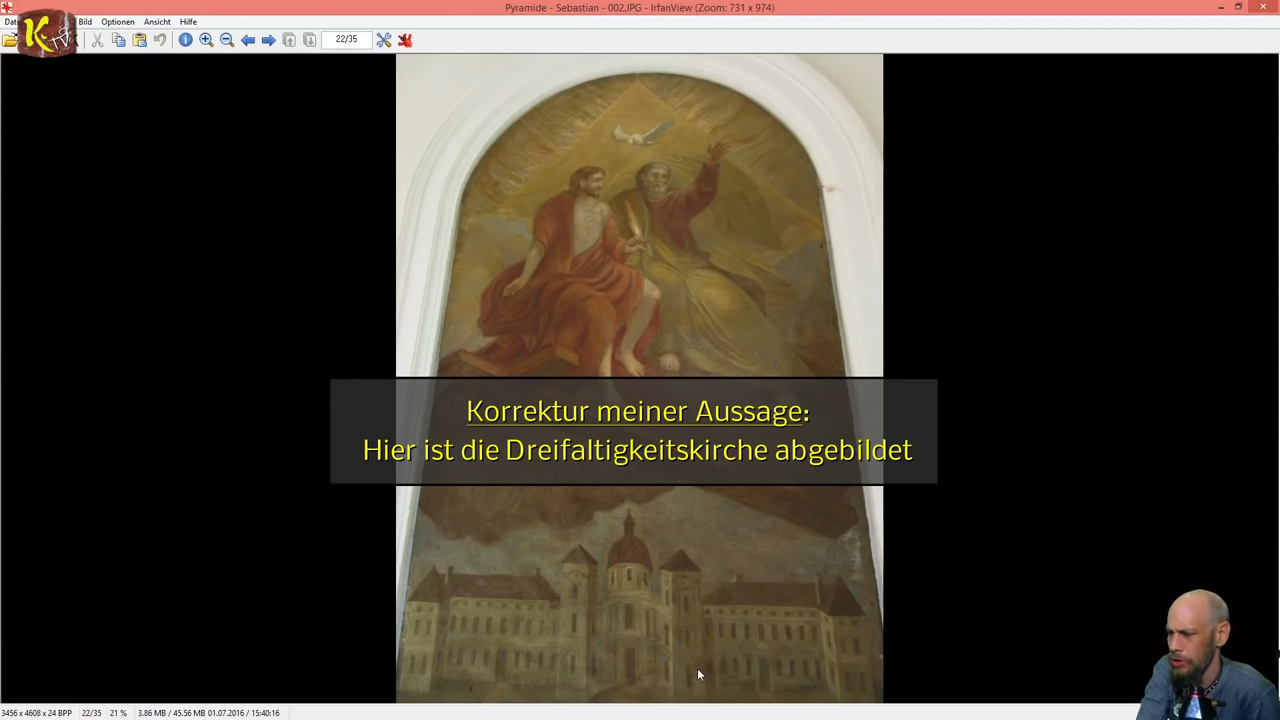 Pyramide - Sebastian - 002.JPG - IrfanView (Zoom: 731 x 974)
Bild Optionen Ansicht Hilfe
22/35
Korrektur meiner Aussage:
Hier ist die Dreifaltigkeitskirche abgebildet
3456 x 4608 x 24 BPP 22/35 21 % 3.86 MB / 45.56 MB 01.07.2016 / 15:40:16